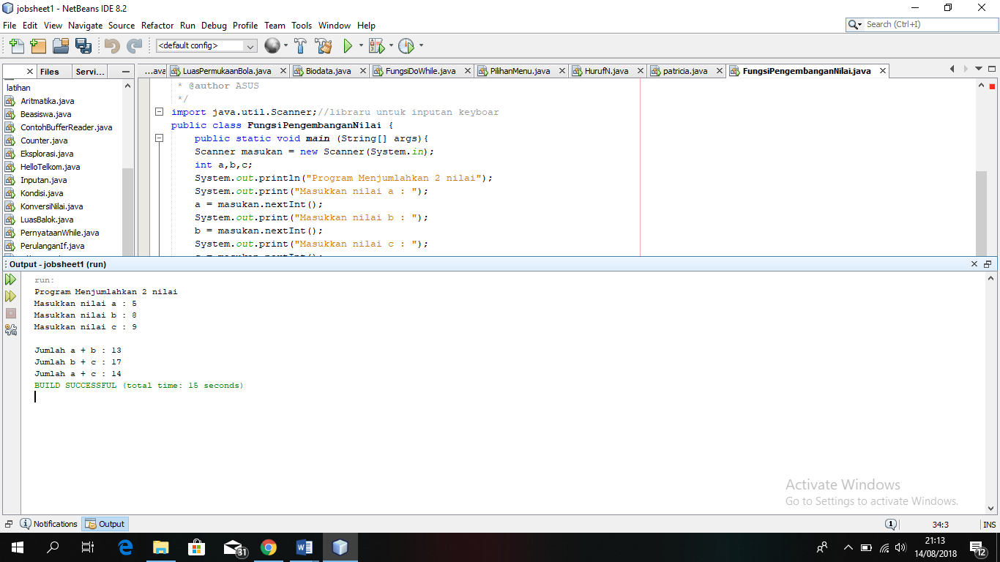 jobsheet1 - NetBeans IDE 8.2
File Edit View Navigate Source Refactor Run Debug Profile Team Tools Window Help
Search (Ctrl+I)
<default config>
Files
Servi...
...ava
LuasPermukaanBola.java
Biodata.java
FungsiDoWhile.java
PilihanMenu.java
HurufN.java
patricia.java
FungsiPengembanganNilai.java
latihan
Aritmatika.java
Beasiswa.java
ContohBufferReader.java
Counter.java
Eksplorasi.java
HelloTelkom.java
Inputan.java
Kondisi.java
KonversiNilai.java
LuasBalok.java
PernyataanWhile.java
PerulanganIf.java
* @author ASUS
*/
import java.util.Scanner;//libraru untuk inputan keyboar
public class FungsiPengembanganNilai {
public static void main (String[] args){
Scanner masukan = new Scanner(System.in);
int a,b,c;
System.out.println("Program Menjumlahkan 2 nilai");
System.out.print("Masukkan nilai a : ");
a = masukan.nextInt();
System.out.print("Masukkan nilai b : ");
b = masukan.nextInt();
System.out.print("Masukkan nilai c : ");
Output - jobsheet1 (run)
run:
Program Menjumlahkan 2 nilai
Masukkan nilai a : 5
Masukkan nilai b : 8
Masukkan nilai c : 9
Jumlah a + b : 13
Jumlah b + c : 17
Jumlah a + c : 14
BUILD SUCCESSFUL (total time: 15 seconds)
Activate Windows
Go to Settings to activate Windows.
Notifications
Output
1
34:3
INS
31
21:13
14/08/2018
12